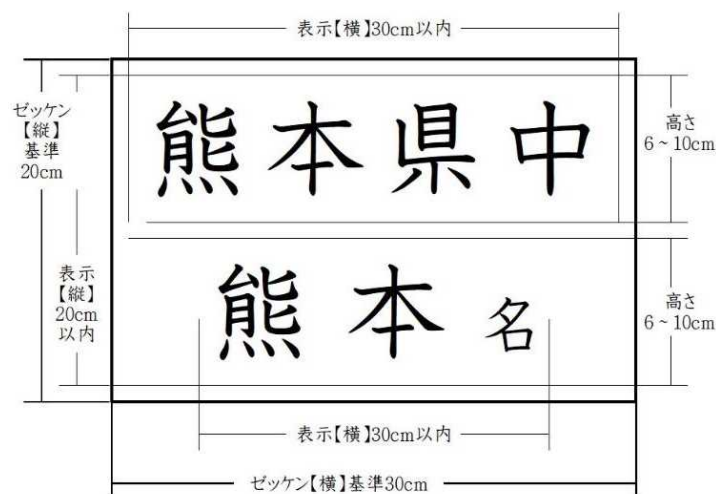 表示【横】30cm以内
ゼッケン
【縦】
基準
20cm
熊本県中
高さ
6~10cm
表示
【縦】
20cm
以内
熊本 名
高さ
6~10cm
表示【横】30cm以内
ゼッケン【横】基準30cm